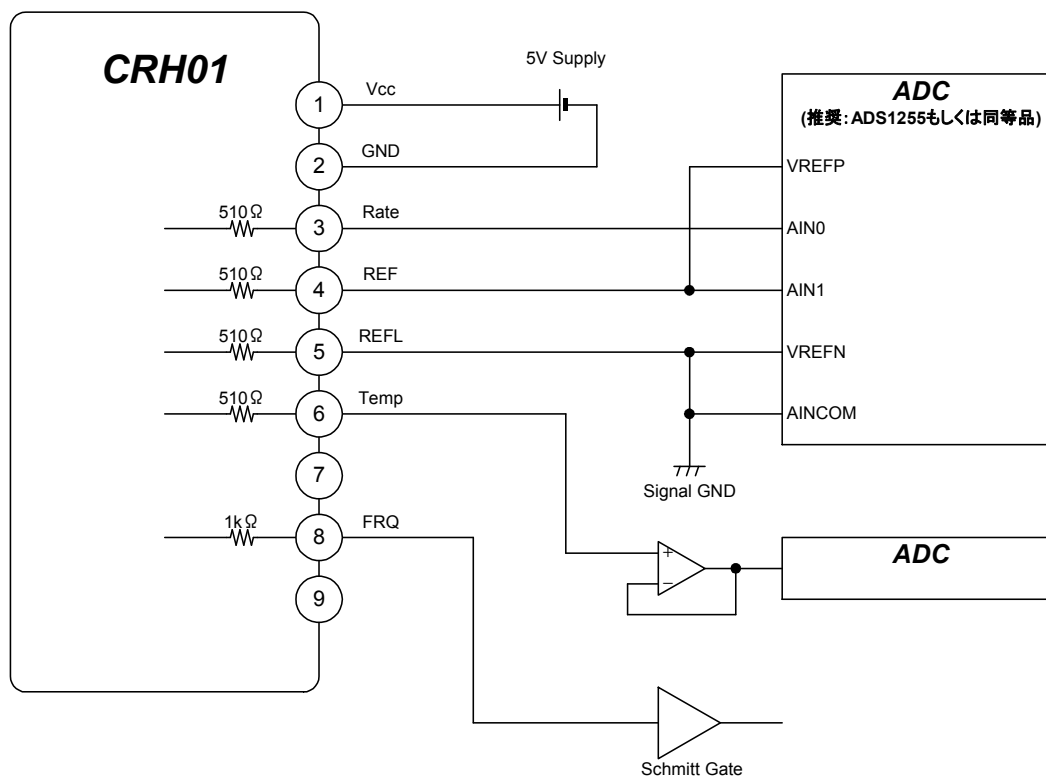 CRH01
5V Supply
1
Vcc
2
GND
510Ω
3
Rate
510Ω
4
REF
510Ω
5
REFL
510Ω
6
Temp
7
1kΩ
8
FRQ
9
ADC
(推奨：ADS1255もしくは同等品)
VREFP
AIN0
AIN1
VREFN
AINCOM
Signal GND
+
−
ADC
Schmitt Gate